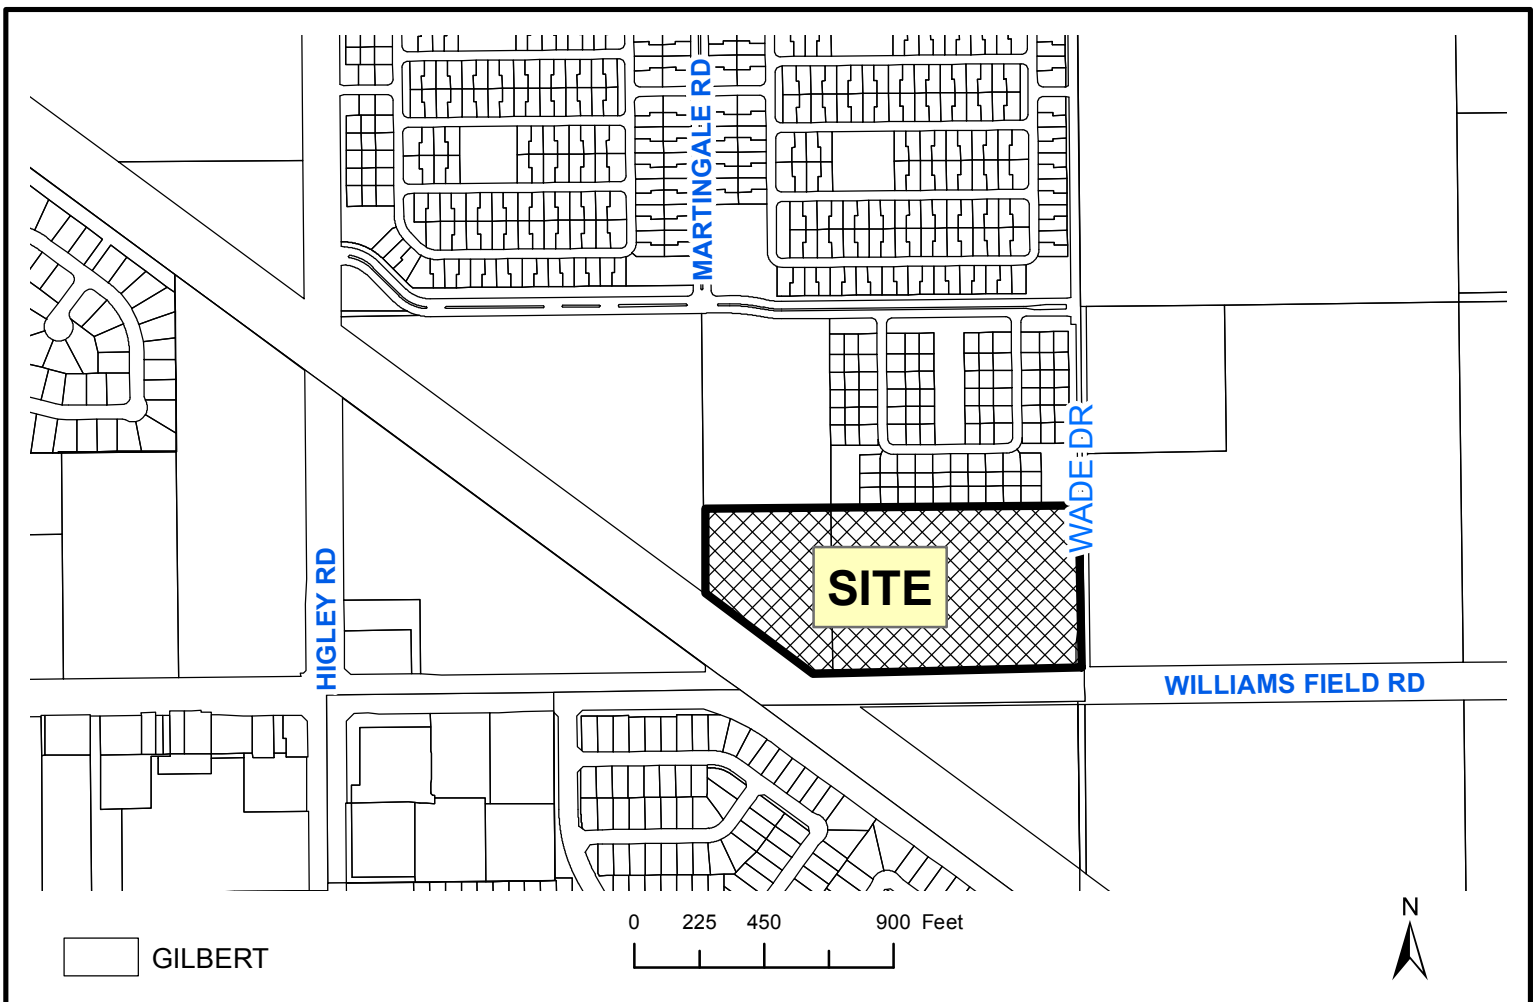 MARTINGALE RD
WADE DR
SITE
HIGLEY RD
WILLIAMS FIELD RD
0 225 450 900 Feet
N
GILBERT